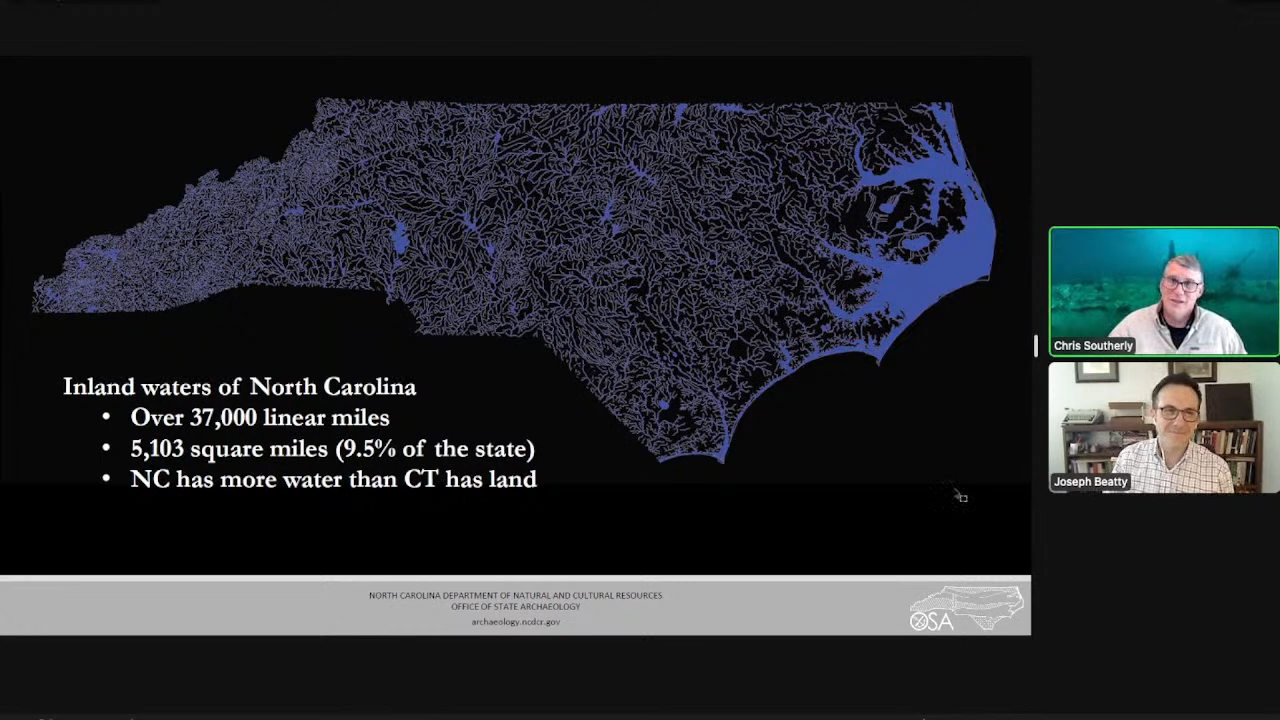 Inland waters of North Carolina
• Over 37,000 linear miles
• 5,103 square miles (9.5% of the state)
• NC has more water than CT has land
Chris Southerly
Joseph Beatty
NORTH CAROLINA DEPARTMENT OF NATURAL AND CULTURAL RESOURCES
OFFICE OF STATE ARCHAEOLOGY
archaeology.ncdcr.gov
OSA